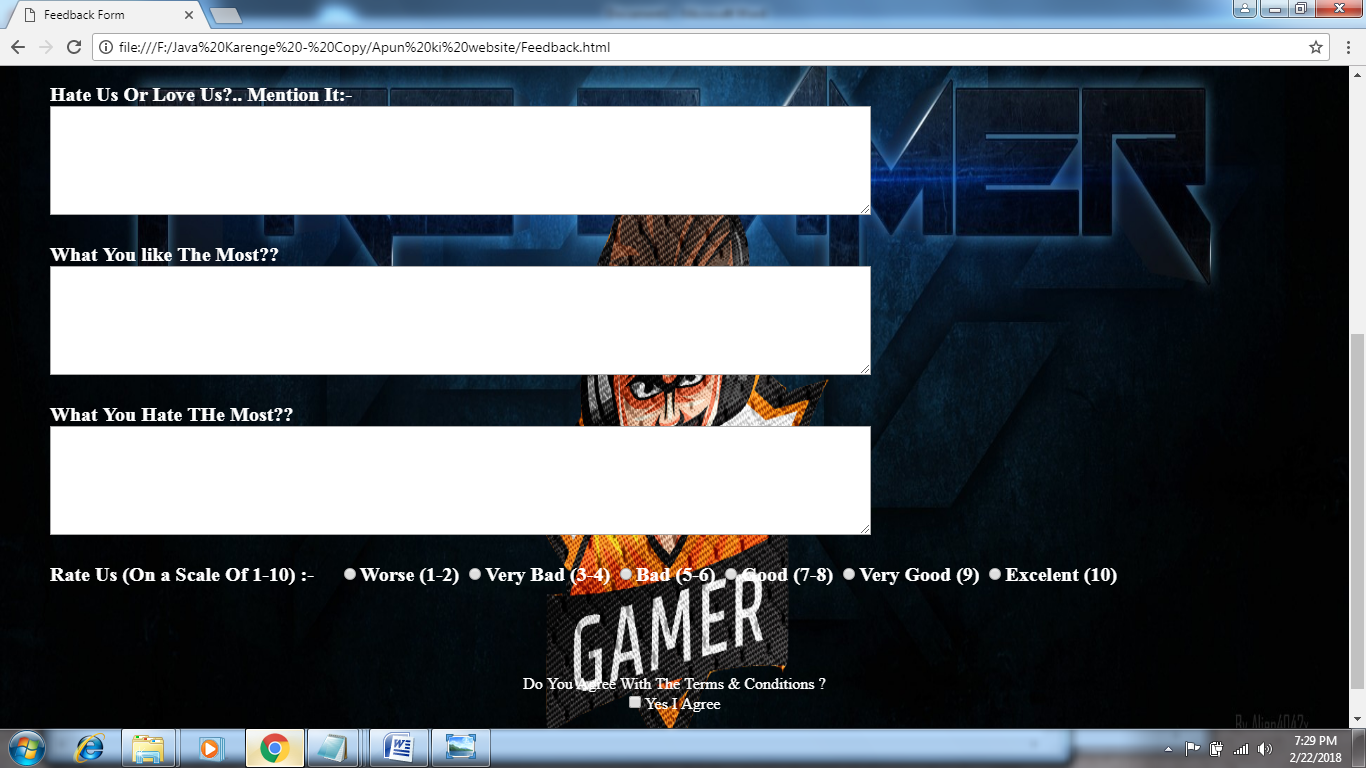 Feedback Form
file:///F:/Java%20Karenge%20-%20Copy/Apun%20ki%20website/Feedback.html
Hate Us Or Love Us?.. Mention It:-
What You like The Most??
What You Hate THe Most??
Rate Us (On a Scale Of 1-10) :- Worse (1-2) Very Bad (3-4) Bad (5-6) Good (7-8) Very Good (9) Excelent (10)
GAMER
Do You Agree With The Terms & Conditions ?
Yes I Agree
7:29 PM
2/22/2018